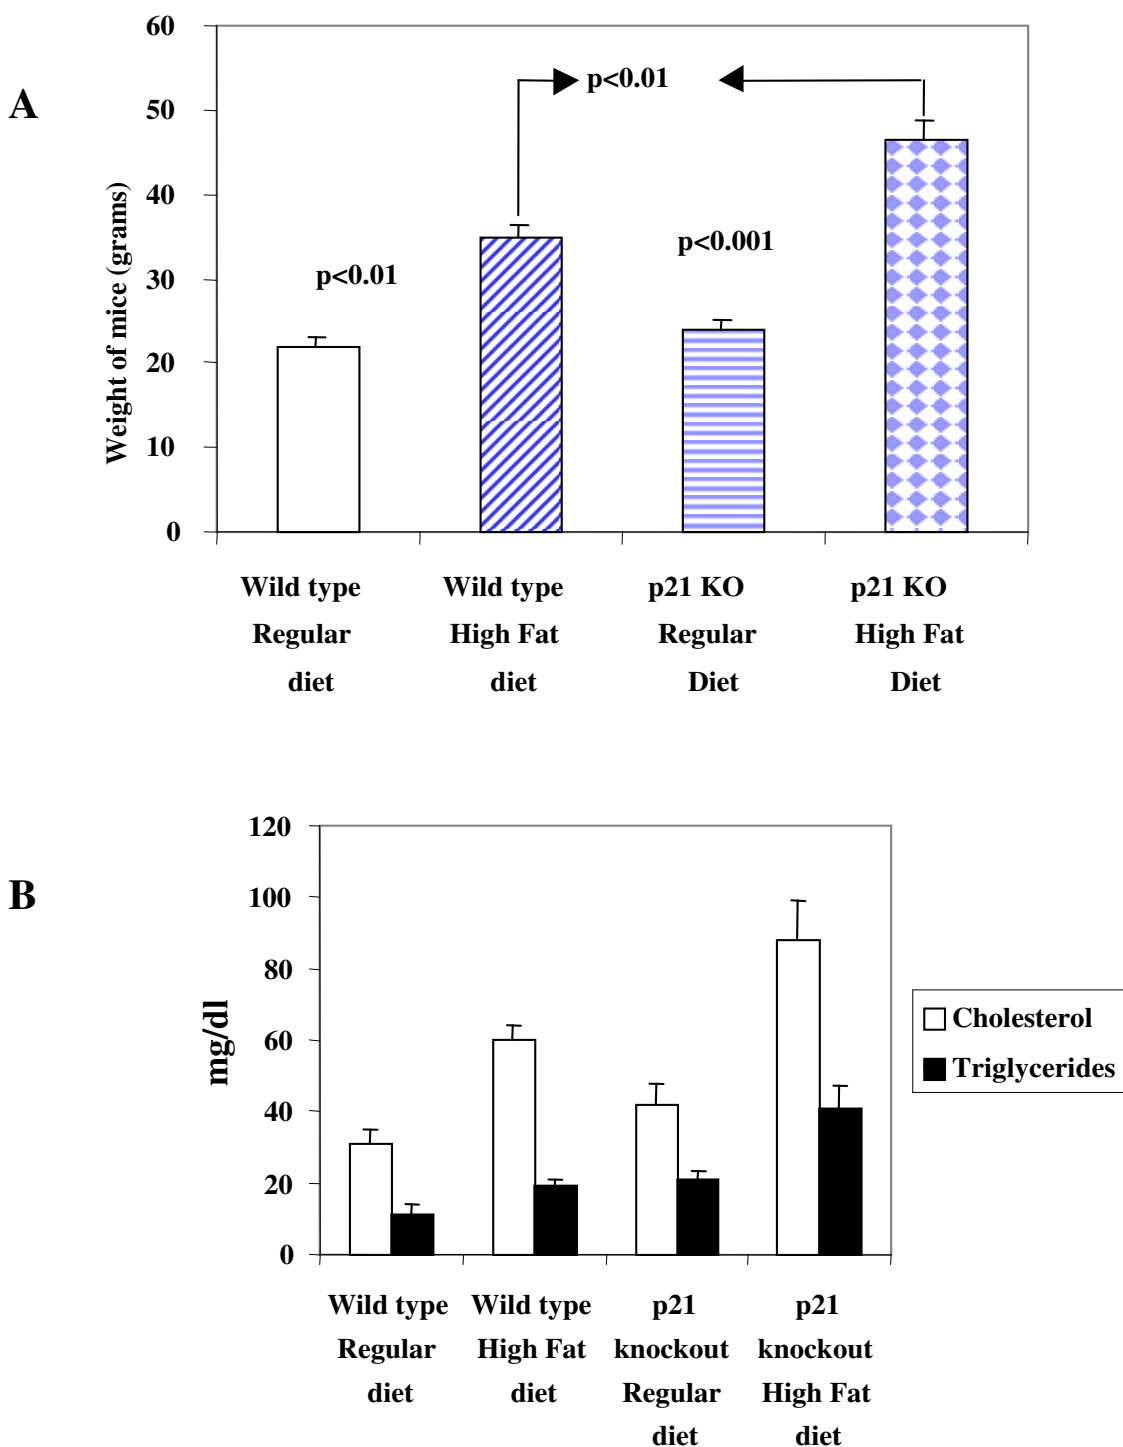 A
Weight of mice (grams)
60
50
40
30
20
10
0
p<0.01
p<0.01
p<0.001
Wild type
Regular
diet
Wild type
High Fat
diet
p21 KO
Regular
Diet
p21 KO
High Fat
Diet
B
mg/dl
120
100
80
60
40
20
0
Cholesterol
Triglycerides
Wild type
Regular
diet
Wild type
High Fat
diet
p21
knockout
Regular
diet
p21
knockout
High Fat
diet